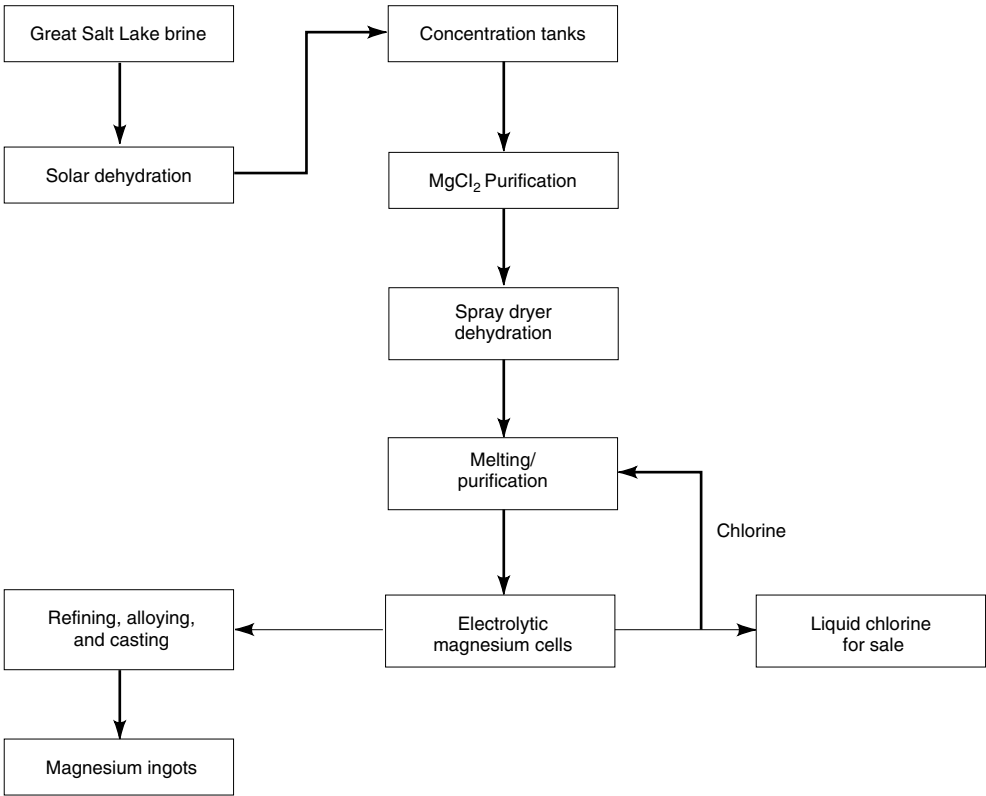 Great Salt Lake brine
Concentration tanks
Solar dehydration
MgCl₂ Purification
Spray dryer
dehydration
Melting/
purification
Chlorine
Refining, alloying,
and casting
Electrolytic
magnesium cells
Liquid chlorine
for sale
Magnesium ingots